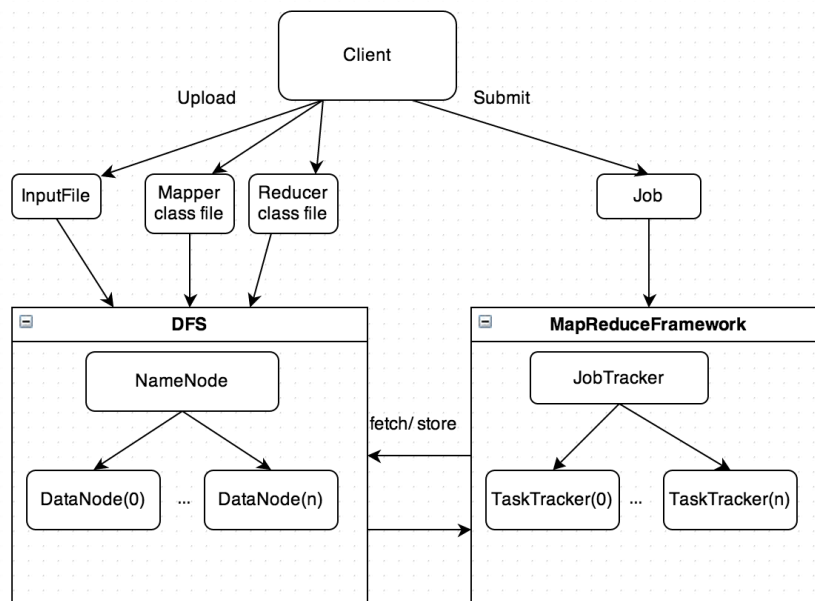 Client
Upload
Submit
InputFile
Mapper
class file
Reducer
class file
Job
DFS
MapReduceFramework
NameNode
JobTracker
fetch/ store
DataNode(0)
...
DataNode(n)
TaskTracker(0)
...
TaskTracker(n)